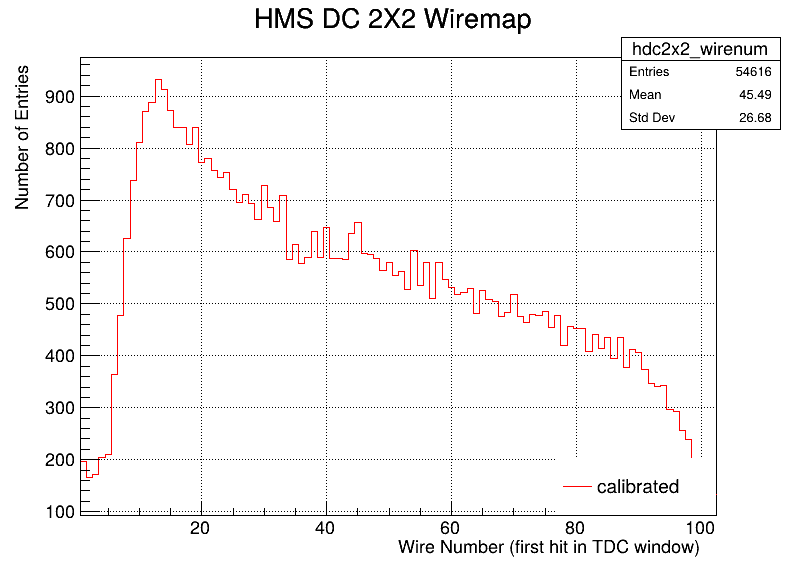 HMS DC 2X2 Wiremap
hdc2x2_wirenum
Entries 54616
Mean 45.49
Std Dev 26.68
Number of Entries
900
800
700
600
500
400
300
200
100
calibrated
20 40 60 80 100
Wire Number (first hit in TDC window)